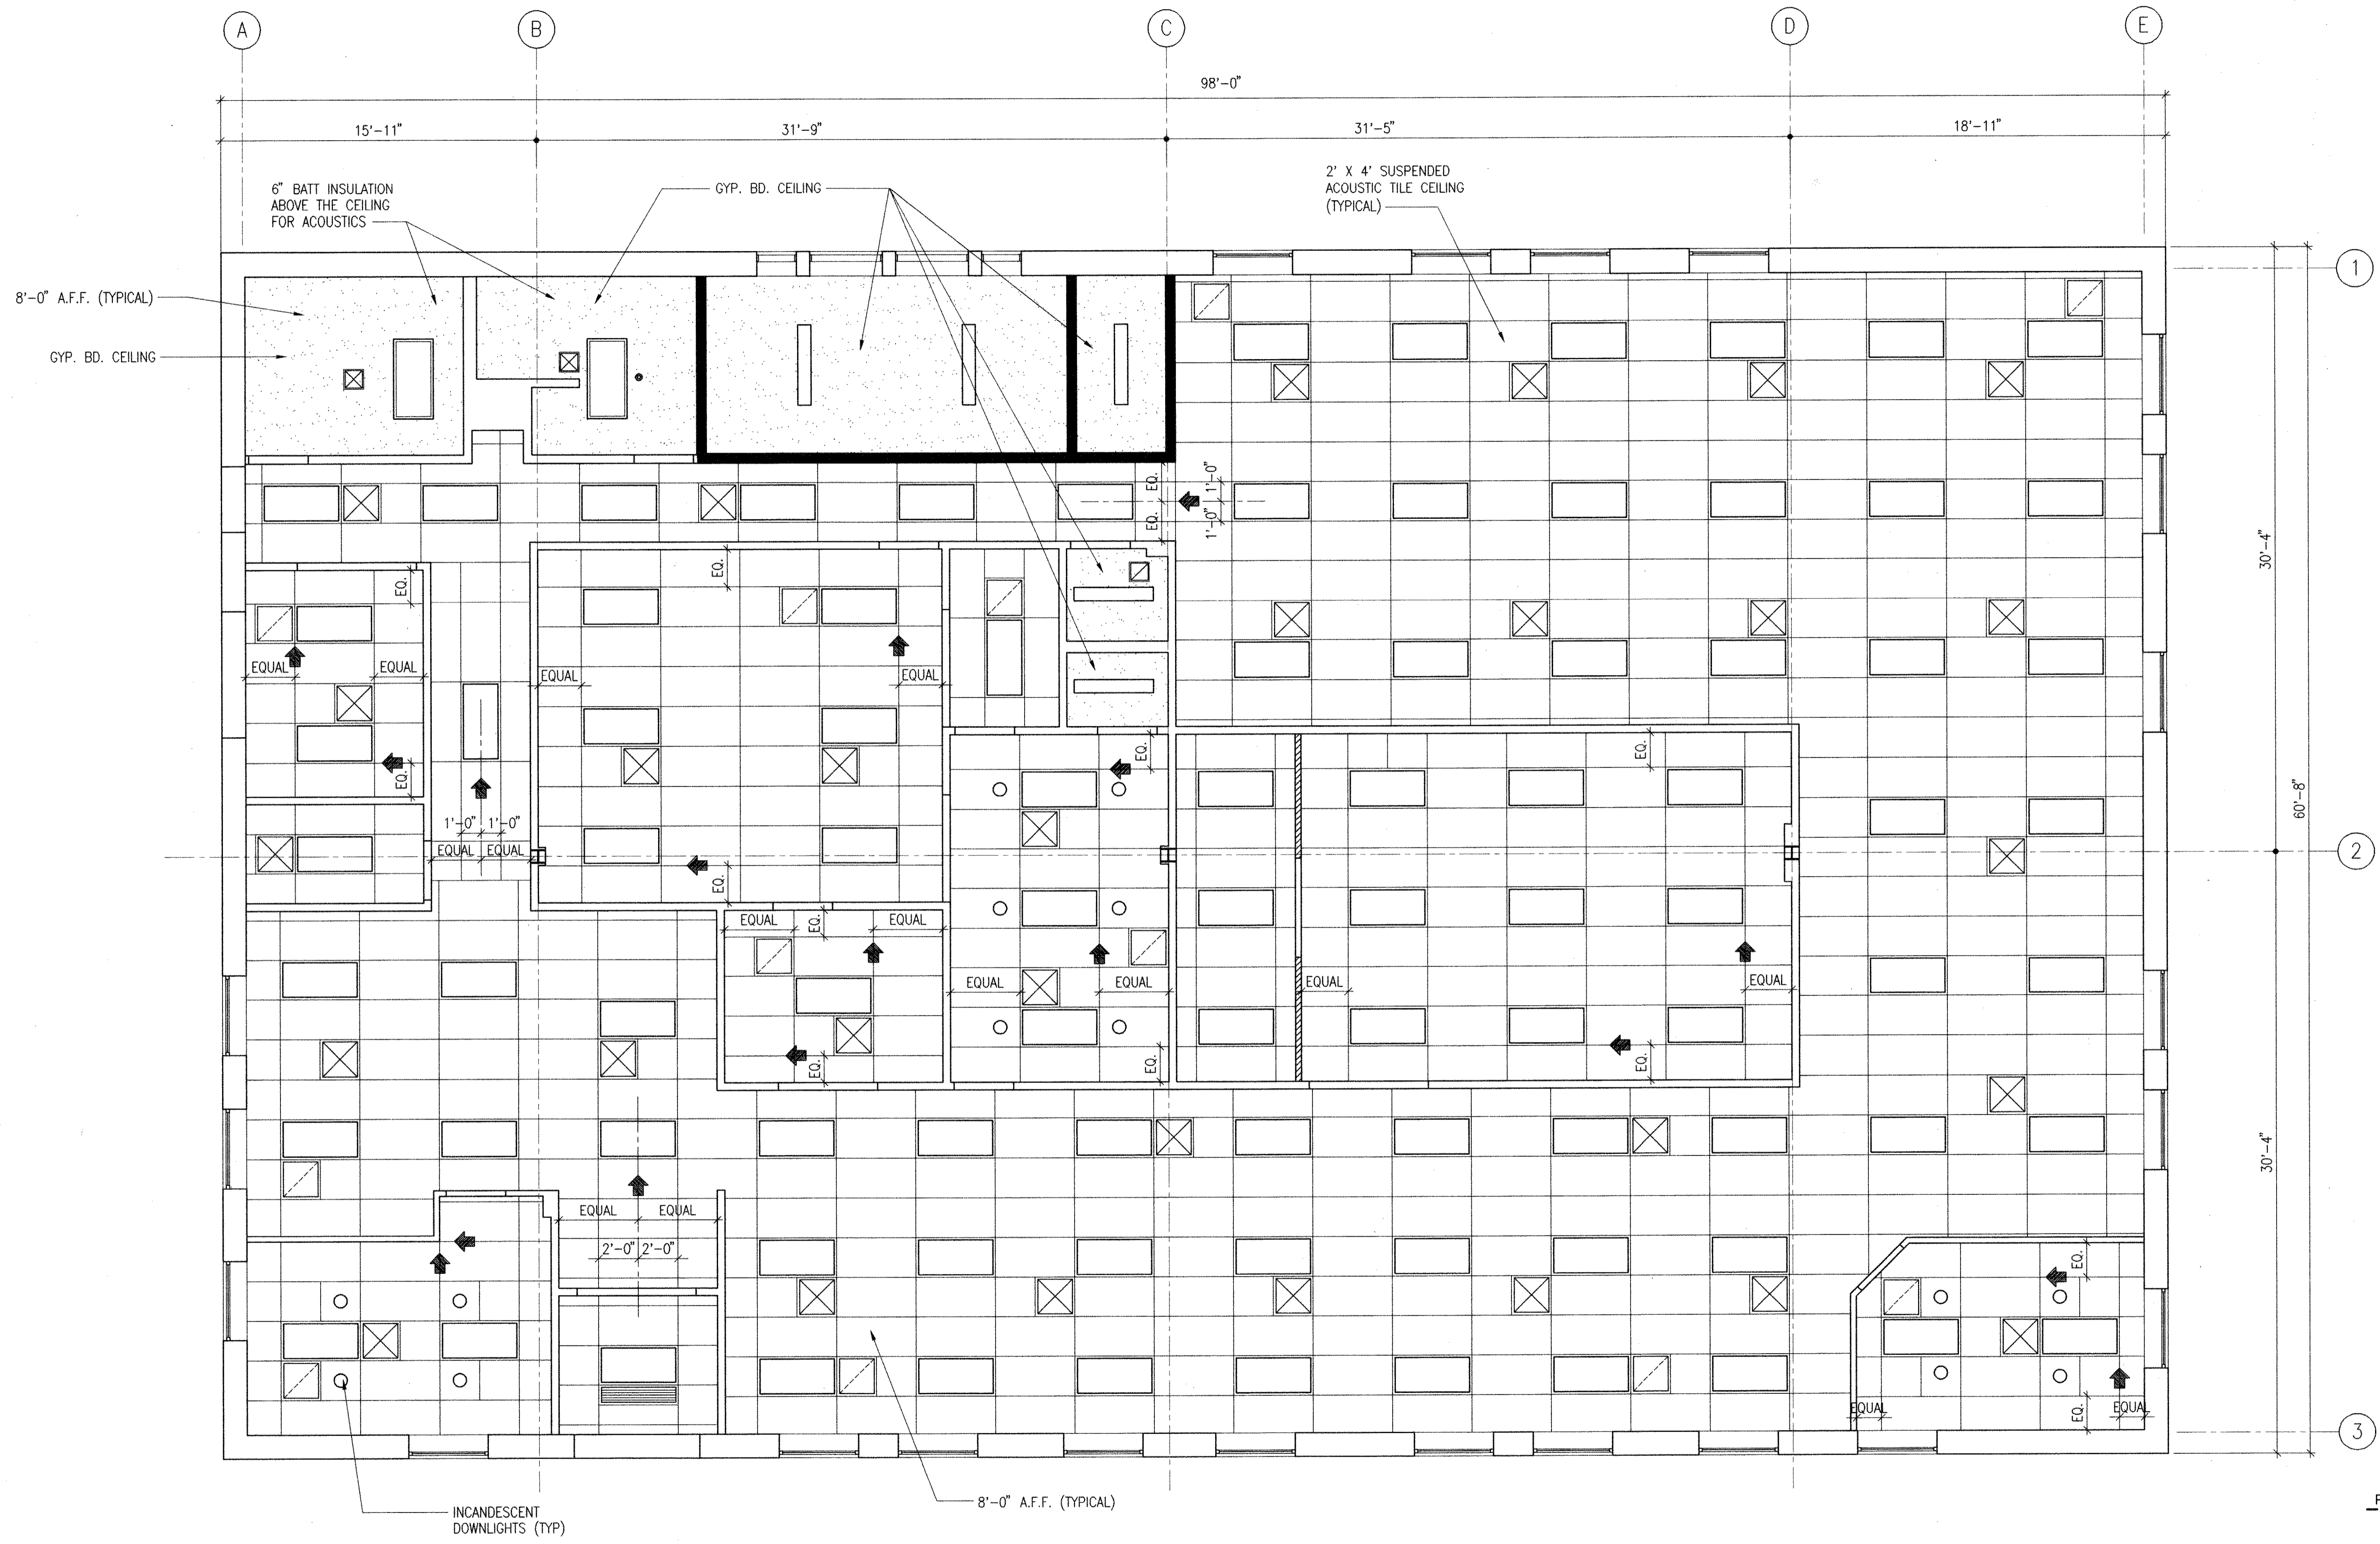 A
B
C
D
E
98'-0"
15'-11"
31'-9"
31'-5"
18'-11"
6" BATT INSULATION
ABOVE THE CEILING
FOR ACOUSTICS
GYP. BD. CEILING
2' X 4' SUSPENDED
ACOUSTIC TILE CEILING
(TYPICAL)
8'-0" A.F.F. (TYPICAL)
GYP. BD. CEILING
1
EQ.
1'-0"
EQ.
1'-0"
30'-4"
EQ.
EQ.
EQUAL
EQUAL
EQUAL
EQUAL
EQ.
EQ.
EQ.
1'-0"
1'-0"
EQUAL
EQUAL
60'-8"
2
EQ.
EQUAL
EQ.
EQUAL
EQUAL
EQUAL
EQUAL
EQUAL
EQ.
EQ.
EQ.
30'-4"
EQUAL
EQUAL
2'-0"
2'-0"
EQ.
EQUAL
EQ.
EQUAL
3
8'-0" A.F.F. (TYPICAL)
INCANDESCENT
DOWNLIGHTS (TYP)